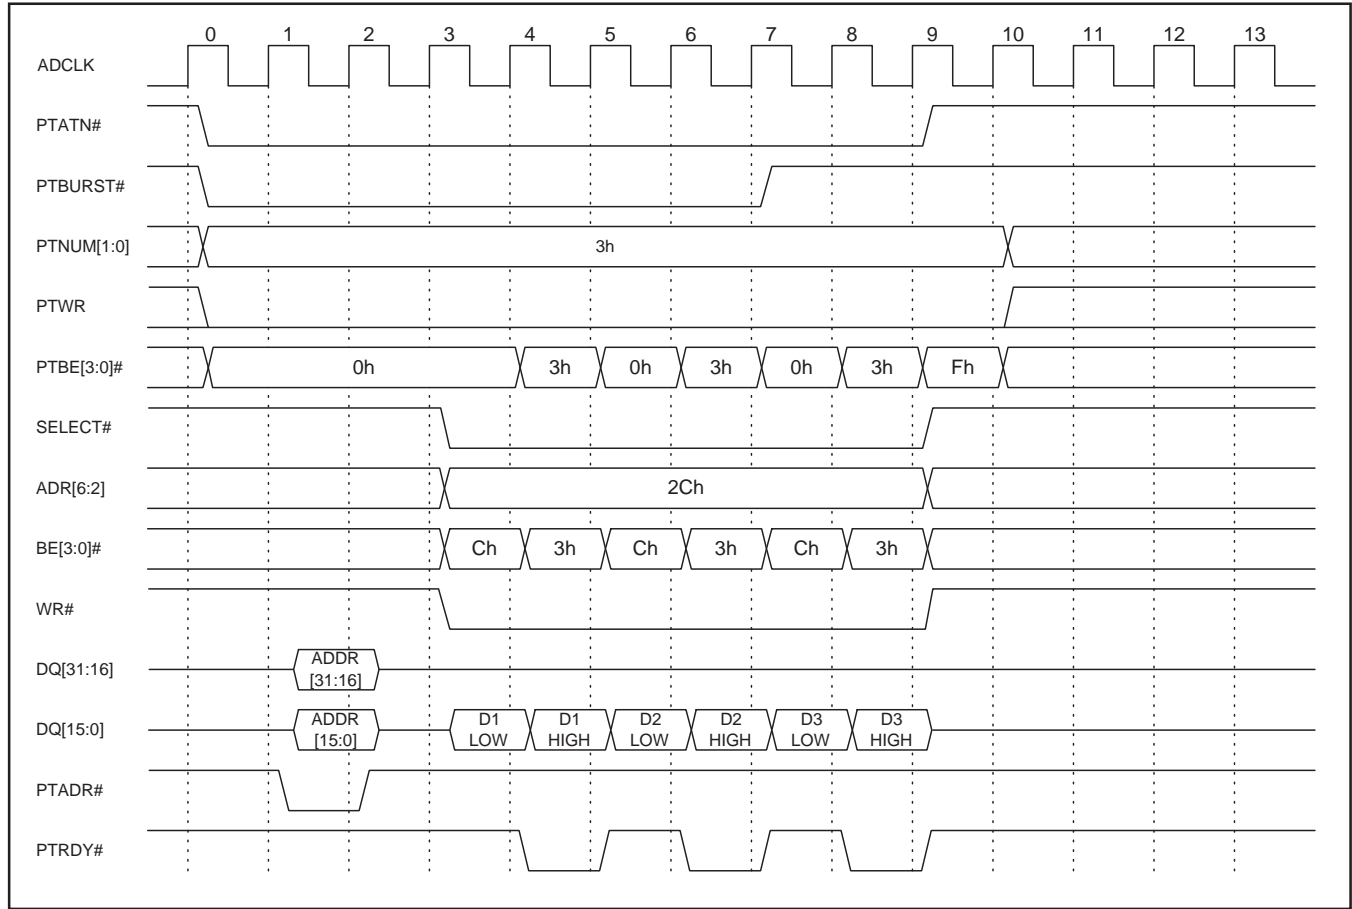 0 1 2 3 4 5 6 7 8 9 10 11 12 13
ADCLK
PTATN#
PTBURST#
PTNUM[1:0] 3h
PTWR
PTBE[3:0]# 0h 3h 0h 3h 0h 3h Fh
SELECT#
ADR[6:2] 2Ch
BE[3:0]# Ch 3h Ch 3h Ch 3h
WR#
DQ[31:16] ADDR
[31:16]
DQ[15:0] ADDR D1 D1 D2 D2 D3 D3
[15:0] LOW HIGH LOW HIGH LOW HIGH
PTADR#
PTRDY#